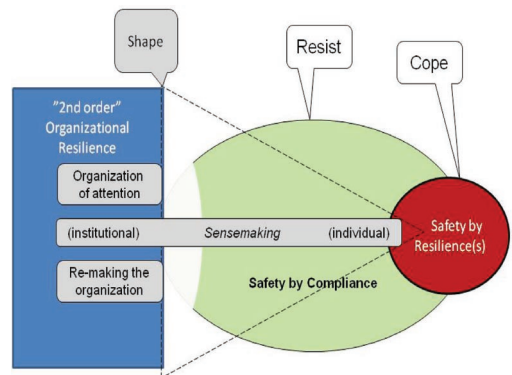 Shape
Resist
Cope
"2nd order"
Organizational
Resilience
Organization
of attention
(institutional) Sensemaking (individual)
Safety by
Resilience(s)
Re-making the
organization
Safety by Compliance